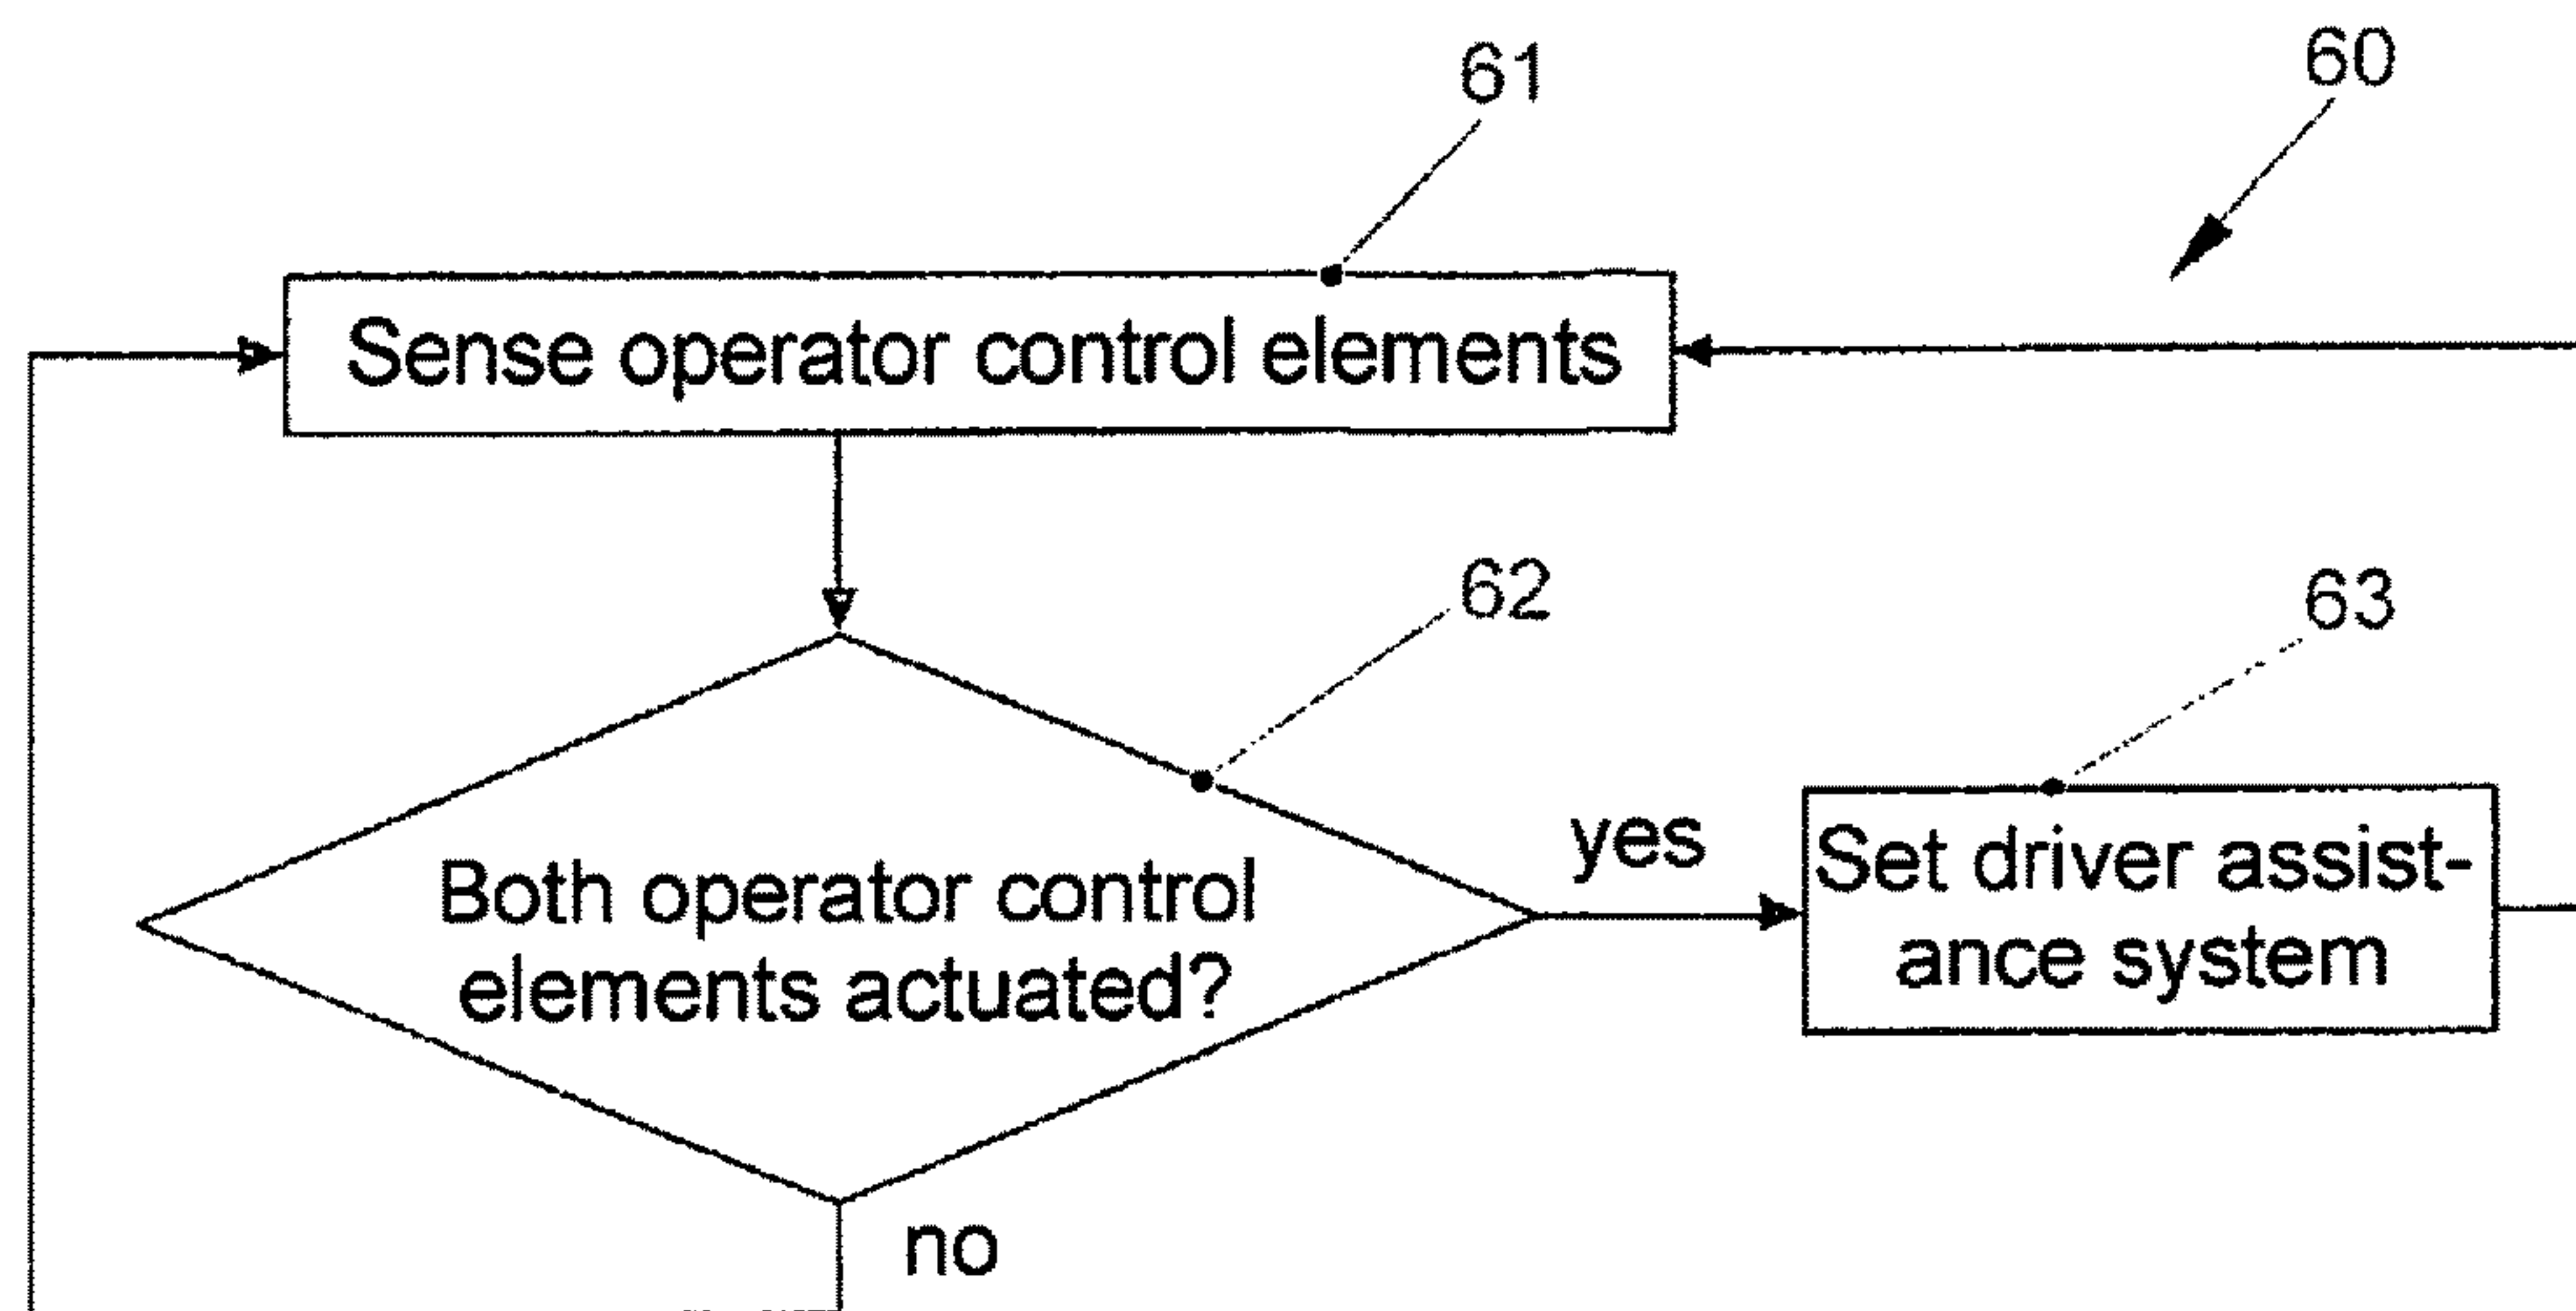 61
60
Sense operator control elements
62
63
Both operator control
elements actuated?
yes
Set driver assist-
ance system
no